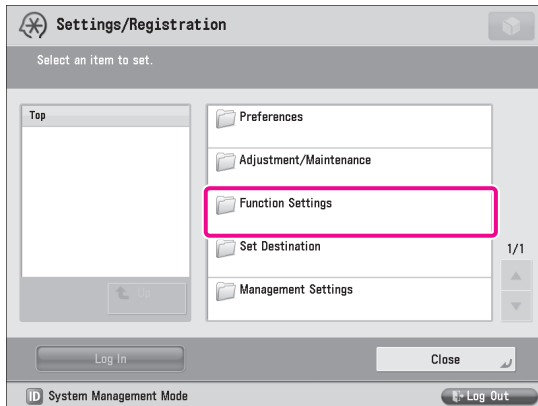 Settings/Registration
Select an item to set.
Top
Preferences
Adjustment/Maintenance
Function Settings
Set Destination
Management Settings
1/1
Up
Log In
Close
ID System Management Mode
Log Out